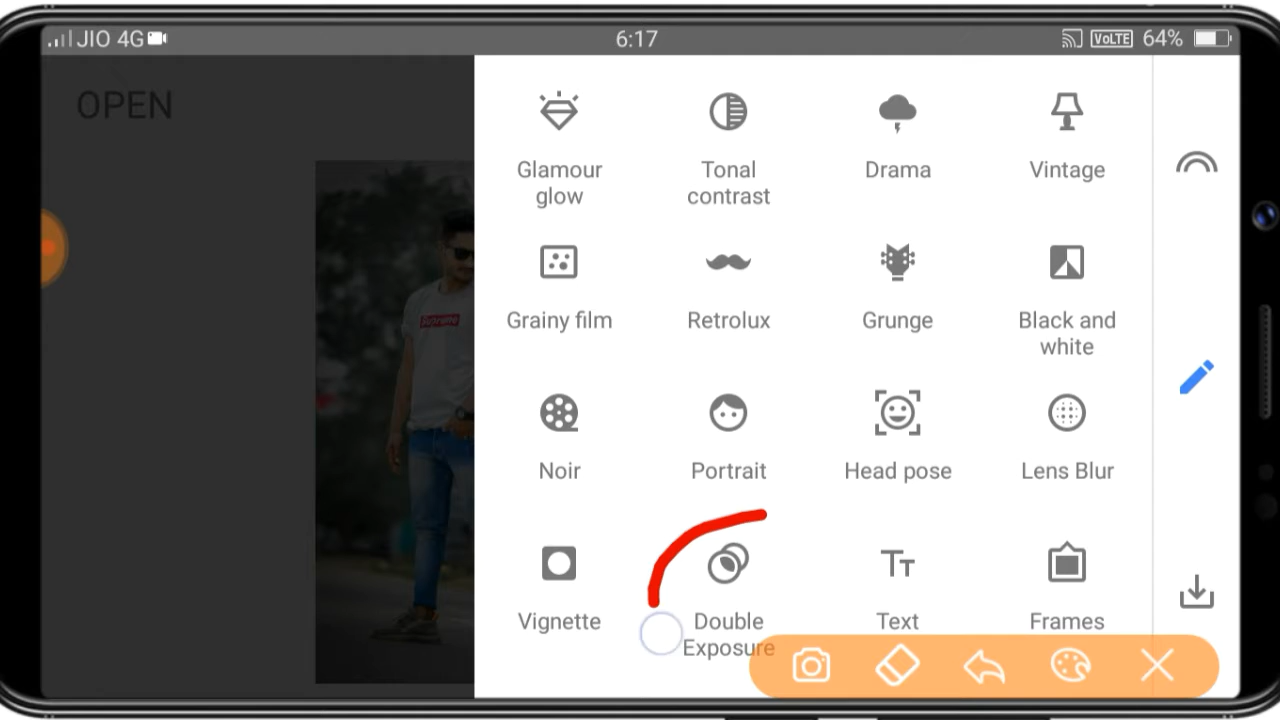 JIO 4G
6:17
VoLTE
64%
OPEN
Glamour
glow
Tonal
contrast
Drama
Vintage
Grainy film
Retrolux
Grunge
Black and
white
Noir
Portrait
Head pose
Lens Blur
Vignette
Double
Exposure
Text
Frames
Supreme